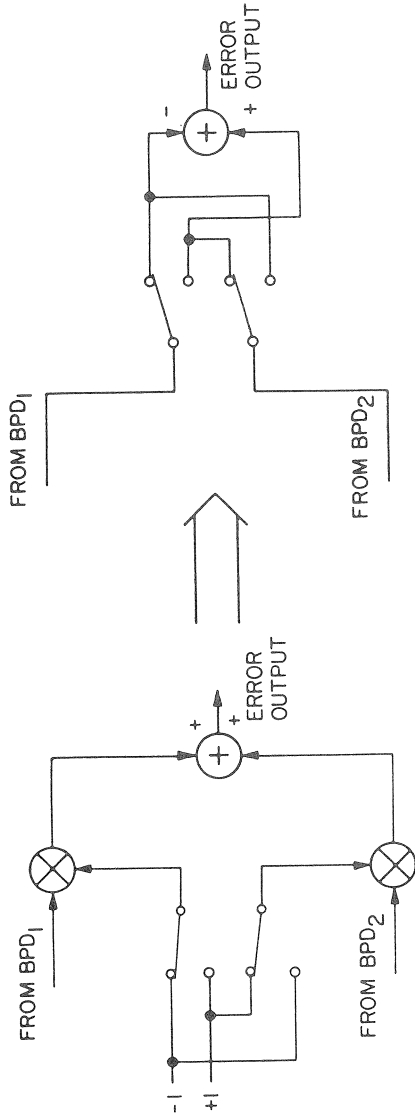 FROM BPD1
-1
+1
FROM BPD2
+
+
ERROR
OUTPUT
FROM BPD1
FROM BPD2
-
+
ERROR
OUTPUT